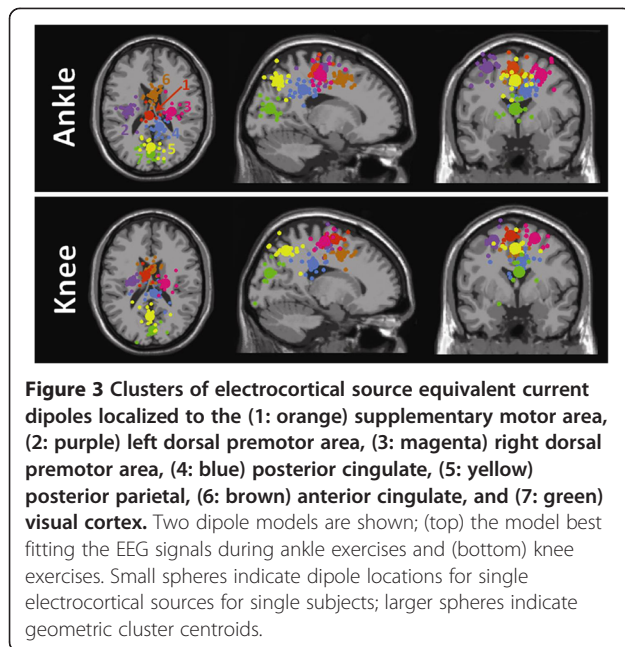 Ankle
6
1
2
3
4
5
7
Knee
Figure 3 Clusters of electrocortical source equivalent current
dipoles localized to the (1: orange) supplementary motor area,
(2: purple) left dorsal premotor area, (3: magenta) right dorsal
premotor area, (4: blue) posterior cingulate, (5: yellow)
posterior parietal, (6: brown) anterior cingulate, and (7: green)
visual cortex. Two dipole models are shown; (top) the model best
fitting the EEG signals during ankle exercises and (bottom) knee
exercises. Small spheres indicate dipole locations for single
electrocortical sources for single subjects; larger spheres indicate
geometric cluster centroids.